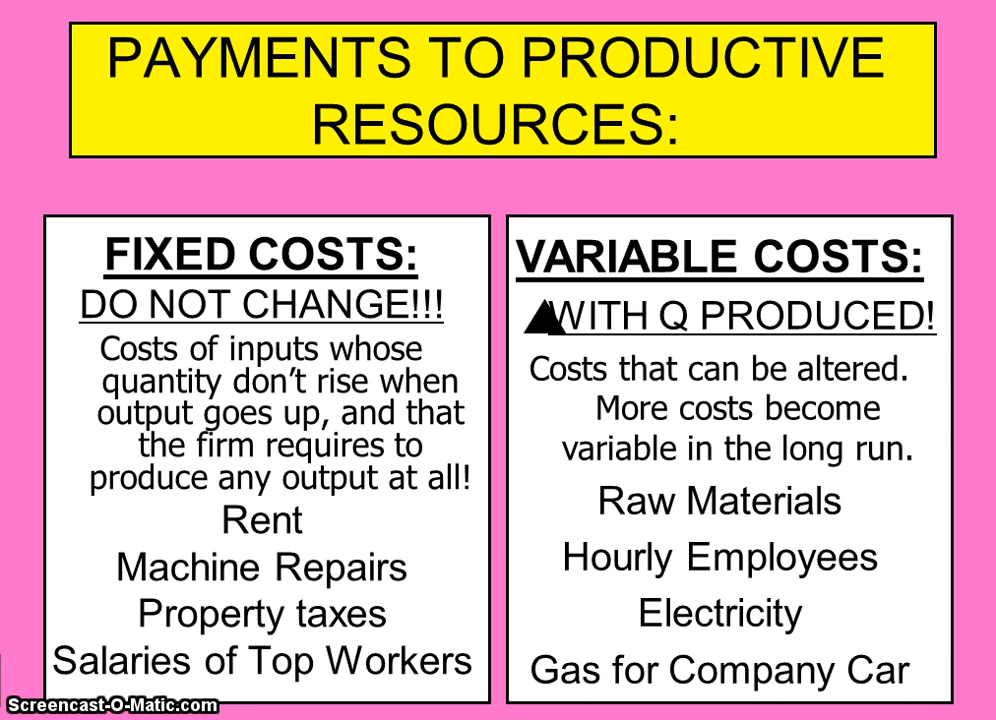 PAYMENTS TO PRODUCTIVE
RESOURCES:
FIXED COSTS:
DO NOT CHANGE!!!
Costs of inputs whose
quantity don’t rise when
output goes up, and that
the firm requires to
produce any output at all!
Rent
Machine Repairs
Property taxes
Salaries of Top Workers
VARIABLE COSTS:
▲WITH Q PRODUCED!
Costs that can be altered.
More costs become
variable in the long run.
Raw Materials
Hourly Employees
Electricity
Gas for Company Car
Screencast-O-Matic.com